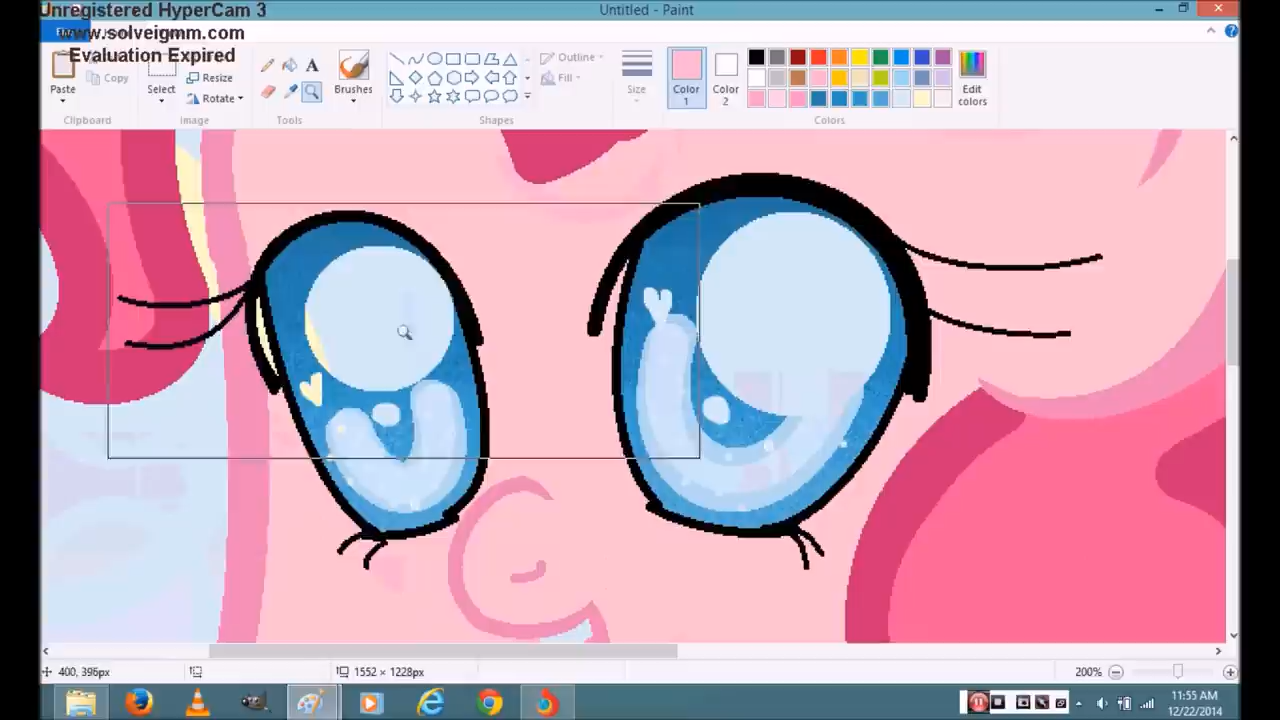 Unregistered HyperCam 3
www.solveigmm.com
Evaluation Expired
Untitled - Paint
Paste
Copy
Clipboard
Select
Resize
Rotate
Image
Tools
Brushes
Outline
Fill
Shapes
Size
Color 1
Color 2
Edit colors
Colors
400, 396px
1552 × 1228px
200%
11:55 AM
12/22/2014